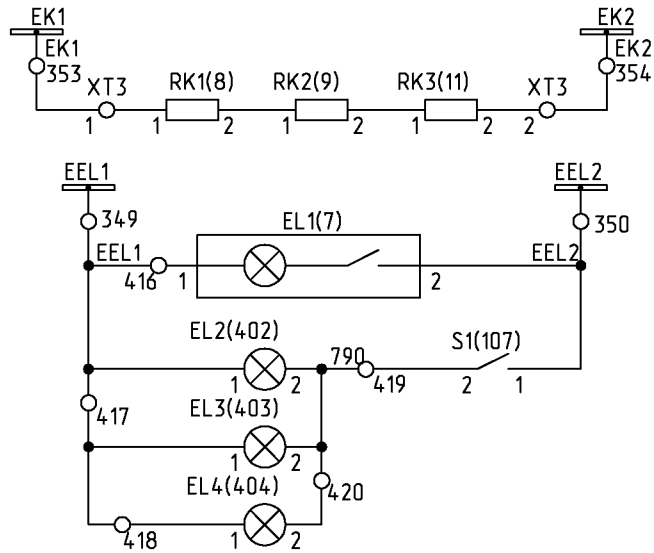 EK1 EK2
EK1 EK2
353 354
XT3 RK1(8) RK2(9) RK3(11) XT3
1 1 2 1 2 1 2 2
EEL1 EEL2
349 EL1(7) 350
EEL1 EEL2
416 1 2
EL2(402) 790 S1(107)
1 2 419 2 1
417 EL3(403)
1 2
EL4(404) 420
418 1 2